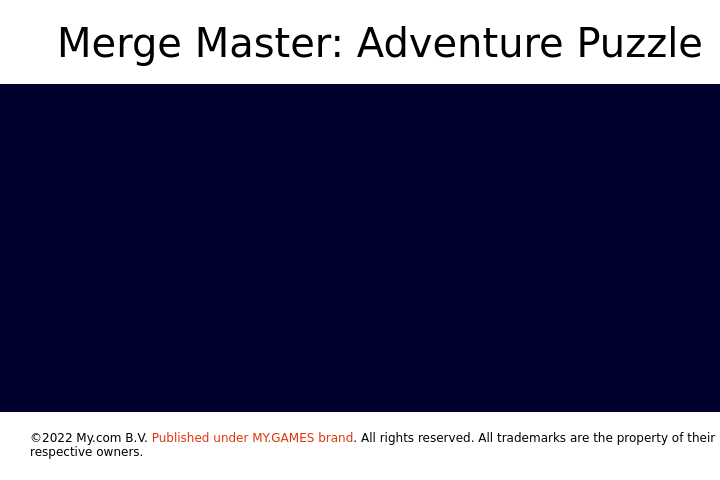 Merge Master: Adventure Puzzle
©2022 My.com B.V. Published under MY.GAMES brand. All rights reserved. All trademarks are the property of their
respective owners.